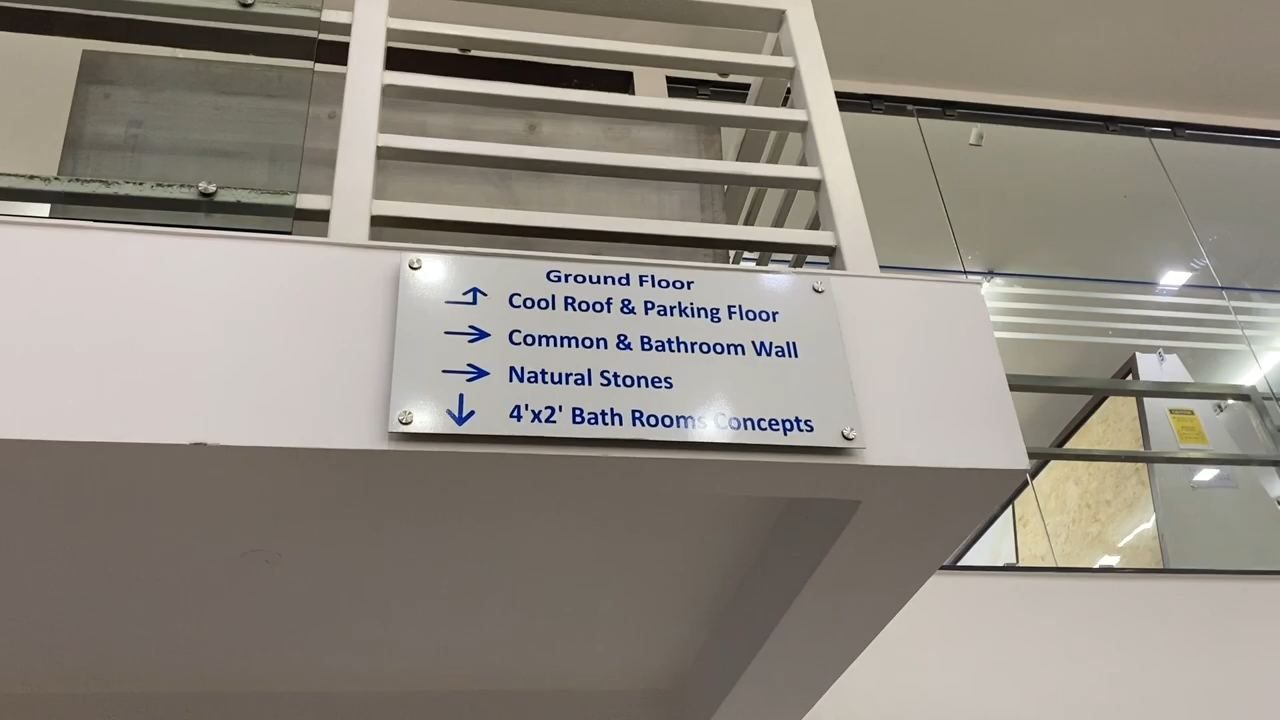 Ground Floor
Cool Roof & Parking Floor
Common & Bathroom Wall
Natural Stones
4'x2' Bath Rooms Concepts